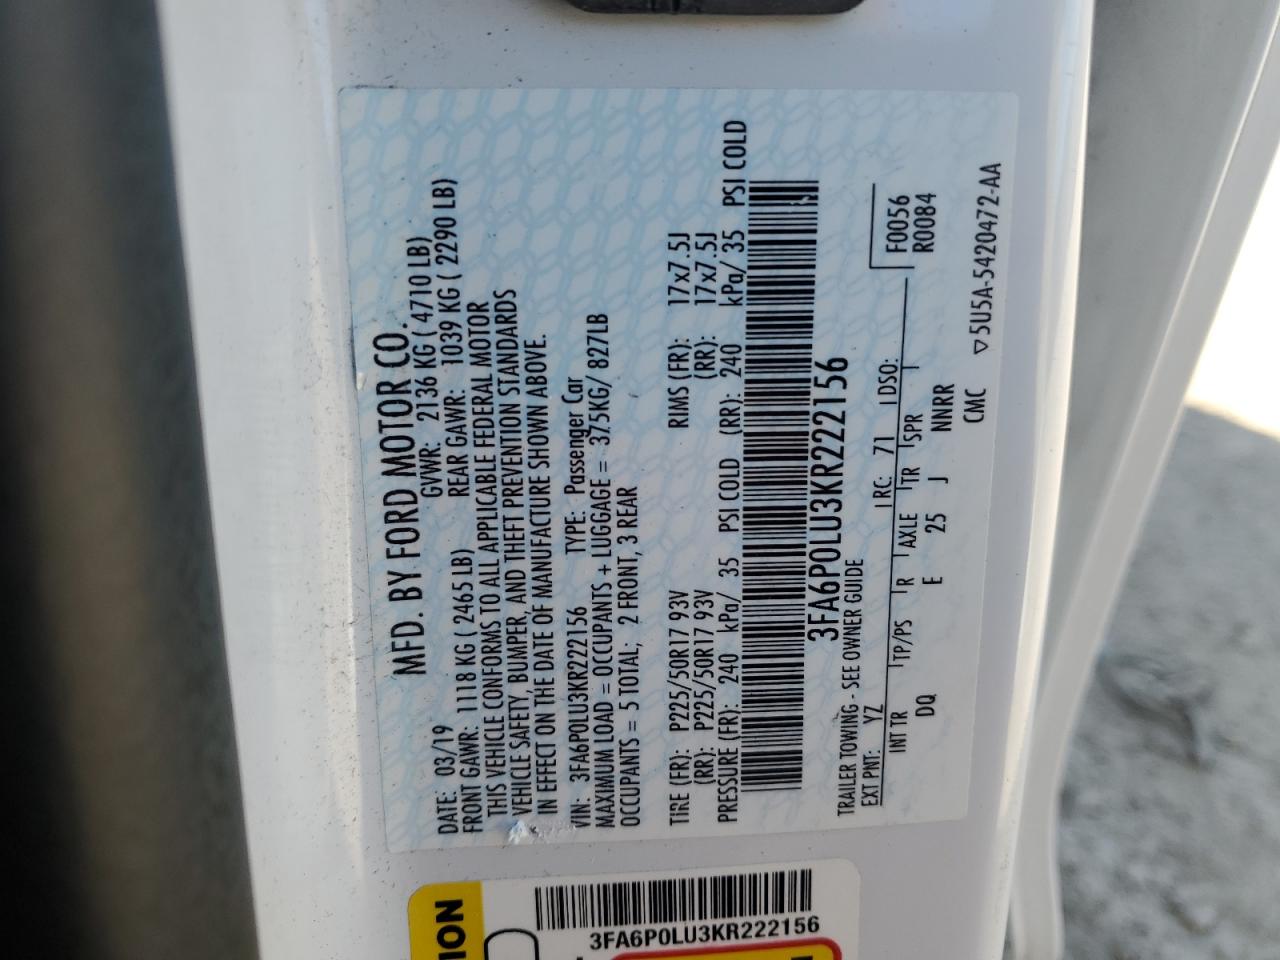 MFD. BY FORD MOTOR CO.
DATE: 03/19 GVWR: 2136 KG ( 4710 LB)
FRONT GAWR: 1118 KG ( 2465 LB) REAR GAWR: 1039 KG ( 2290 LB)
THIS VEHICLE CONFORMS TO ALL APPLICABLE FEDERAL MOTOR
VEHICLE SAFETY, BUMPER, AND THEFT PREVENTION STANDARDS
IN EFFECT ON THE DATE OF MANUFACTURE SHOWN ABOVE.
VIN: 3FA6P0LU3KR222156 TYPE: Passenger Car
MAXIMUM LOAD = OCCUPANTS + LUGGAGE = 375KG/ 827LB
OCCUPANTS = 5 TOTAL; 2 FRONT, 3 REAR
TIRE (FR): P225/50R17 93V RIMS (FR): 17x7.5J
(RR): P225/50R17 93V (RR): 17x7.5J
PRESSURE (FR): 240 kPa/ 35 PSI COLD (RR): 240 kPa/ 35 PSI COLD
3FA6P0LU3KR222156
TRAILER TOWING - SEE OWNER GUIDE
EXT PNT: YZ RC: 71 DSO: F0056
INT TR TP/PS R AXLE TR SPR R0084
DQ E 25 J NNRR
CMC ▽5U5A-5420472-AA
ION
3FA6P0LU3KR222156